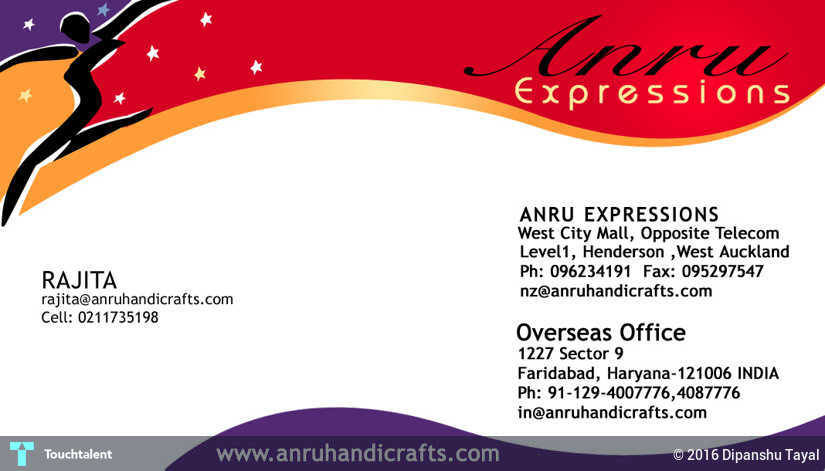 Anru
Expressions
RAJITA
rajita@anruhandicrafts.com
Cell: 0211735198
ANRU EXPRESSIONS
West City Mall, Opposite Telecom
Level1, Henderson ,West Auckland
Ph: 096234191 Fax: 095297547
nz@anruhandicrafts.com
Overseas Office
1227 Sector 9
Faridabad, Haryana-121006 INDIA
Ph: 91-129-4007776,4087776
in@anruhandicrafts.com
www.anruhandicrafts.com
Touchtalent
© 2016 Dipanshu Tayal